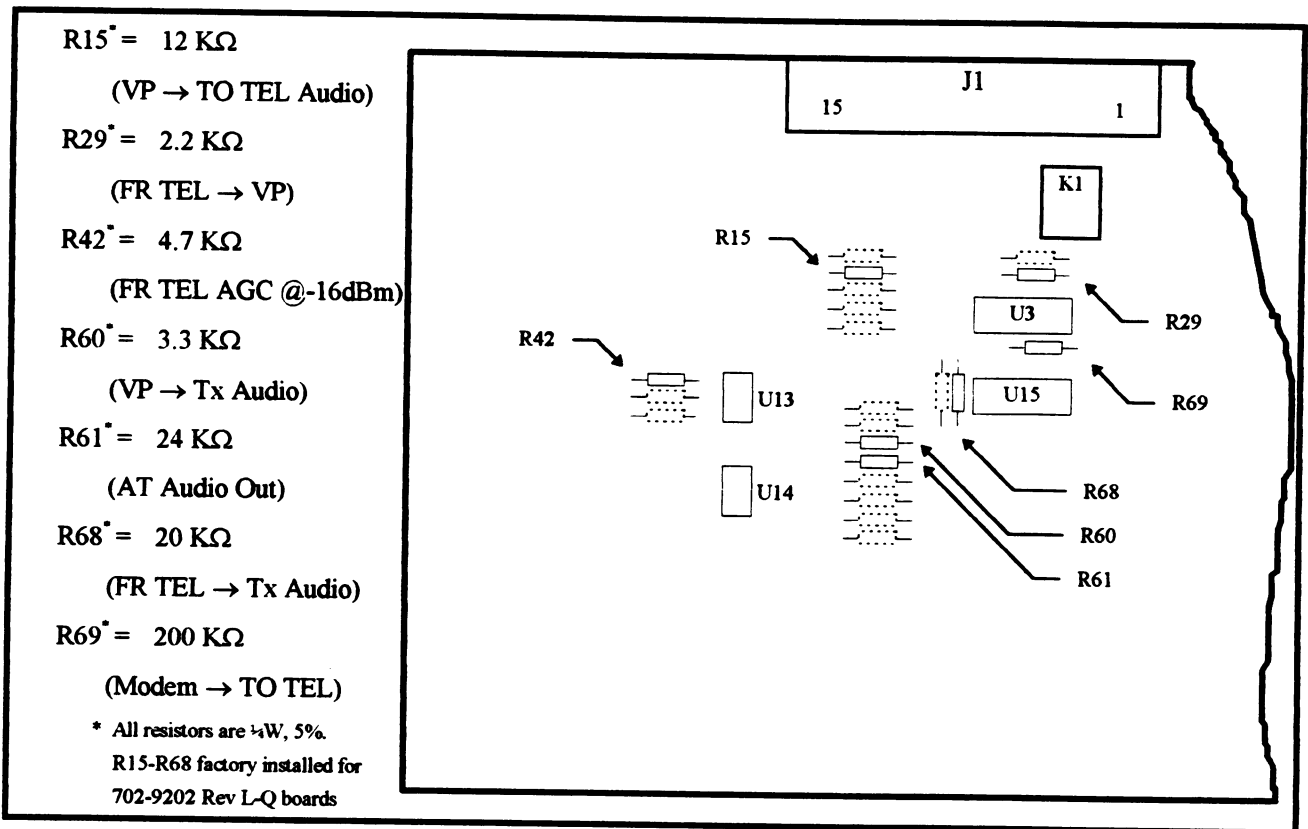 R15* = 12 KΩ
(VP → TO TEL Audio)
R29* = 2.2 KΩ
(FR TEL → VP)
R42* = 4.7 KΩ
(FR TEL AGC @-16dBm)
R60* = 3.3 KΩ
(VP → Tx Audio)
R61* = 24 KΩ
(AT Audio Out)
R68* = 20 KΩ
(FR TEL → Tx Audio)
R69* = 200 KΩ
(Modem → TO TEL)
* All resistors are ¼W, 5%.
R15-R68 factory installed for
702-9202 Rev L-Q boards
J1
15 1
K1
R15
U3
R29
R42
U13
U15
R69
U14
R68
R60
R61